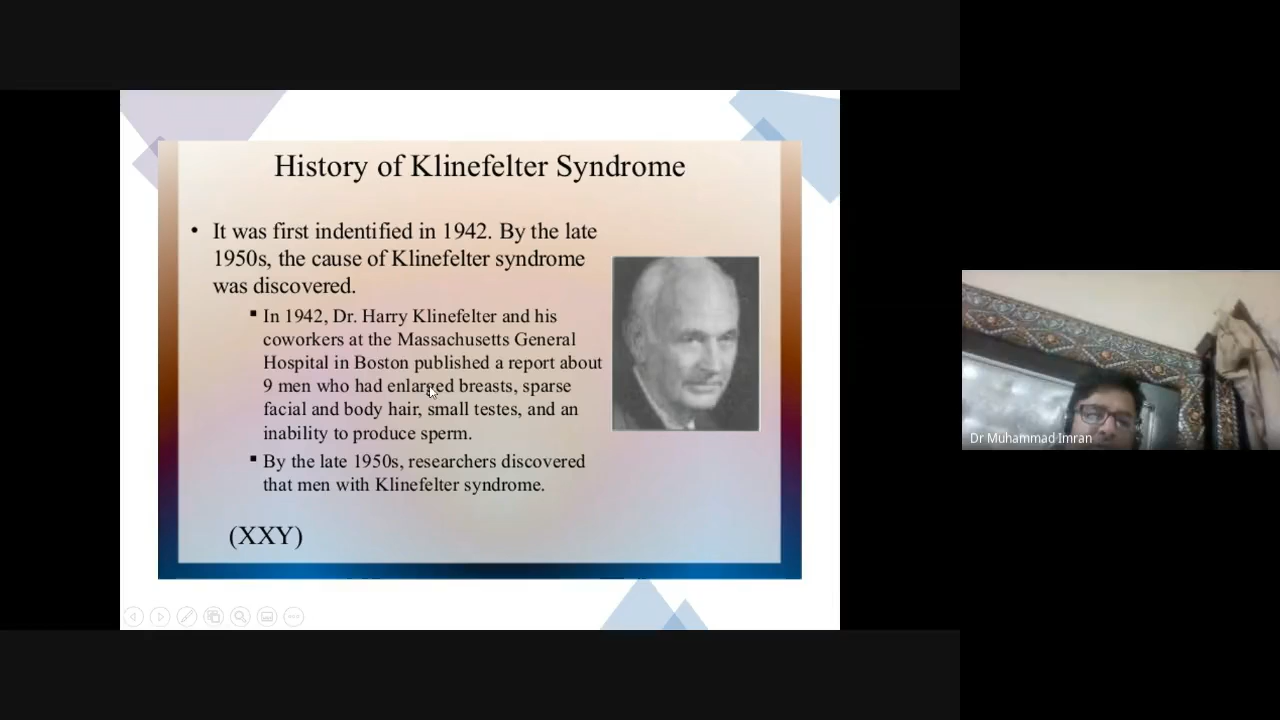 History of Klinefelter Syndrome
• It was first indentified in 1942. By the late
1950s, the cause of Klinefelter syndrome
was discovered.
▪ In 1942, Dr. Harry Klinefelter and his
coworkers at the Massachusetts General
Hospital in Boston published a report about
9 men who had enlarged breasts, sparse
facial and body hair, small testes, and an
inability to produce sperm.
▪ By the late 1950s, researchers discovered
that men with Klinefelter syndrome.
(XXY)
Dr Muhammad Imran